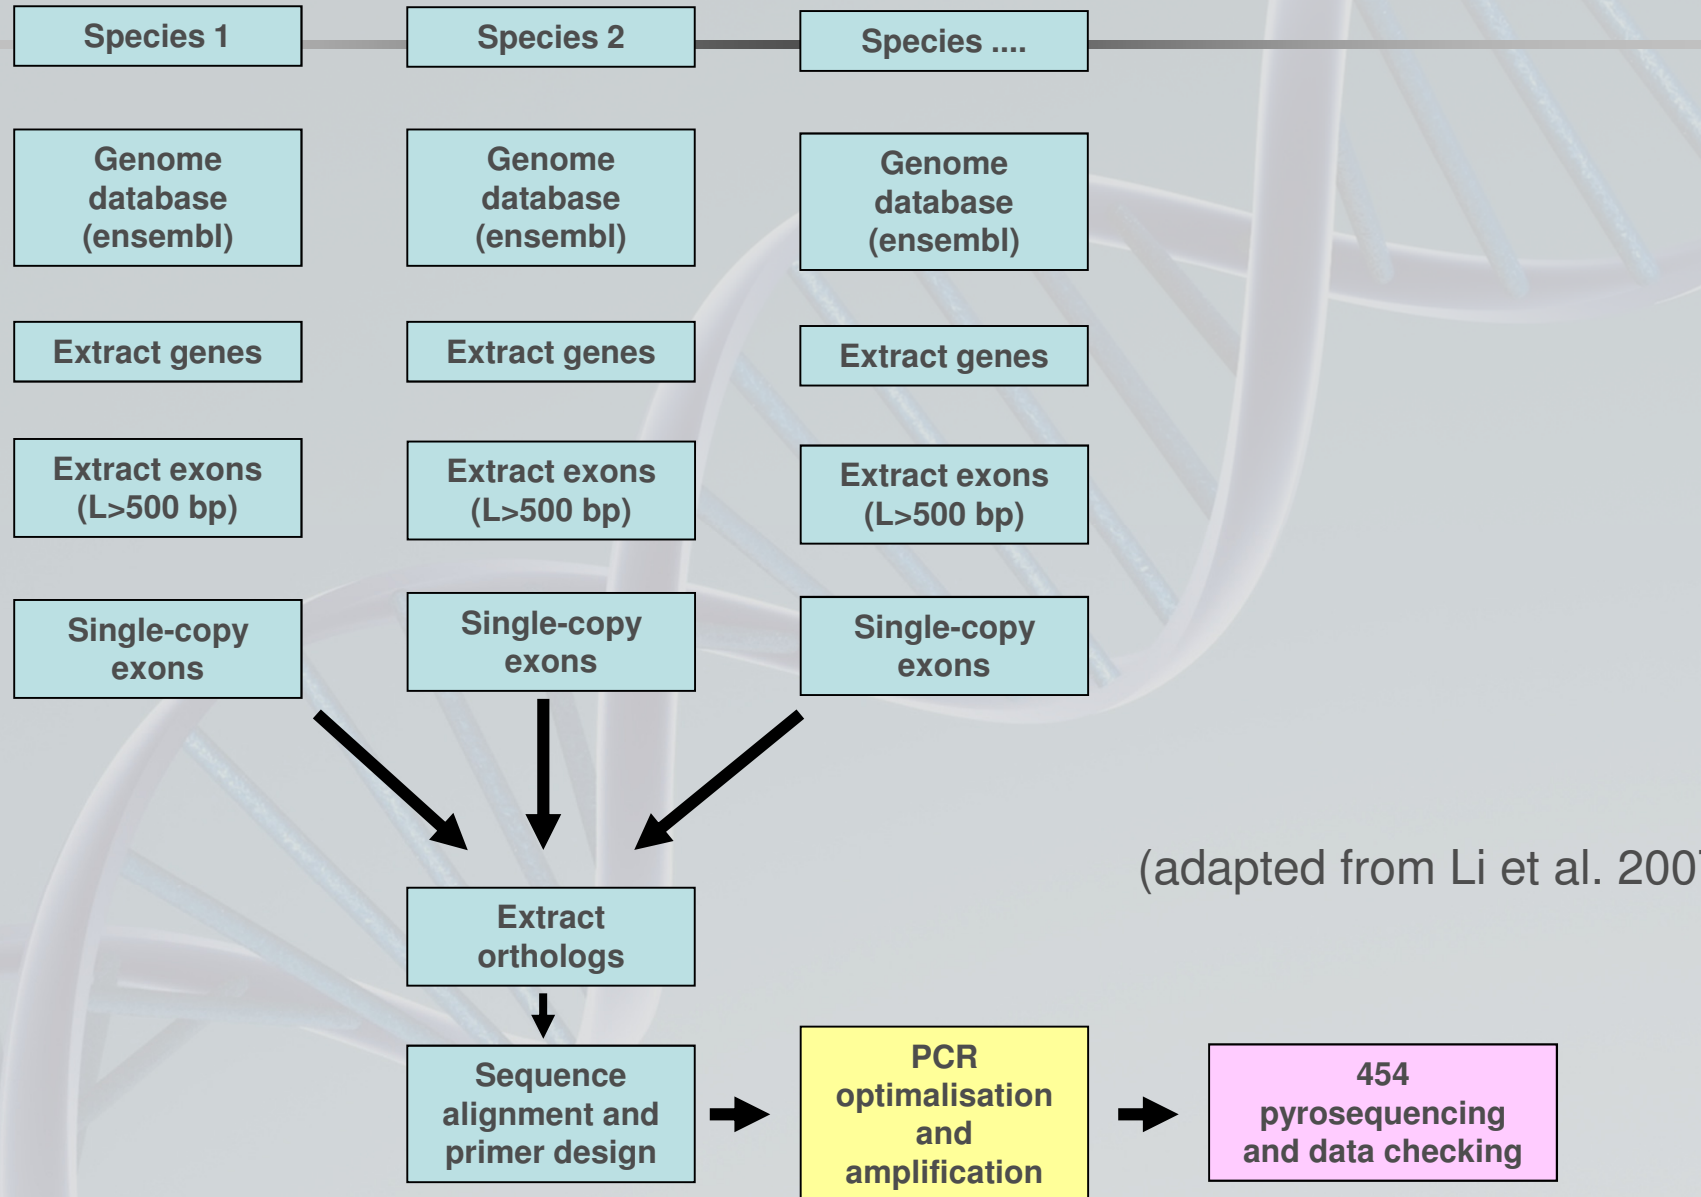 Species 1
Species 2
Species ....
Genome
database
(ensembl)
Genome
database
(ensembl)
Genome
database
(ensembl)
Extract genes
Extract genes
Extract genes
Extract exons
(L>500 bp)
Extract exons
(L>500 bp)
Extract exons
(L>500 bp)
Single-copy
exons
Single-copy
exons
Single-copy
exons
(adapted from Li et al. 2007
Extract
orthologs
Sequence
alignment and
primer design
PCR
optimalisation
and
amplification
454
pyrosequencing
and data checking